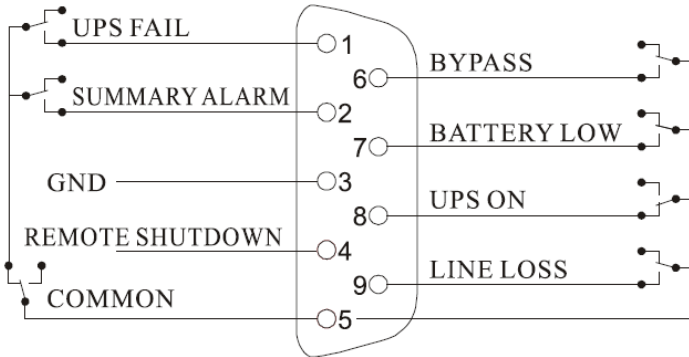 UPS FAIL 1
6 BYPASS
SUMMARY ALARM 2
7 BATTERY LOW
GND 3
8 UPS ON
REMOTE SHUTDOWN 4
9 LINE LOSS
COMMON 5